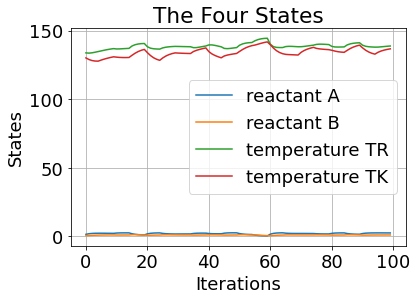 The Four States
150
100
50
0
States
reactant A
reactant B
temperature TR
temperature TK
0 20 40 60 80 100
Iterations